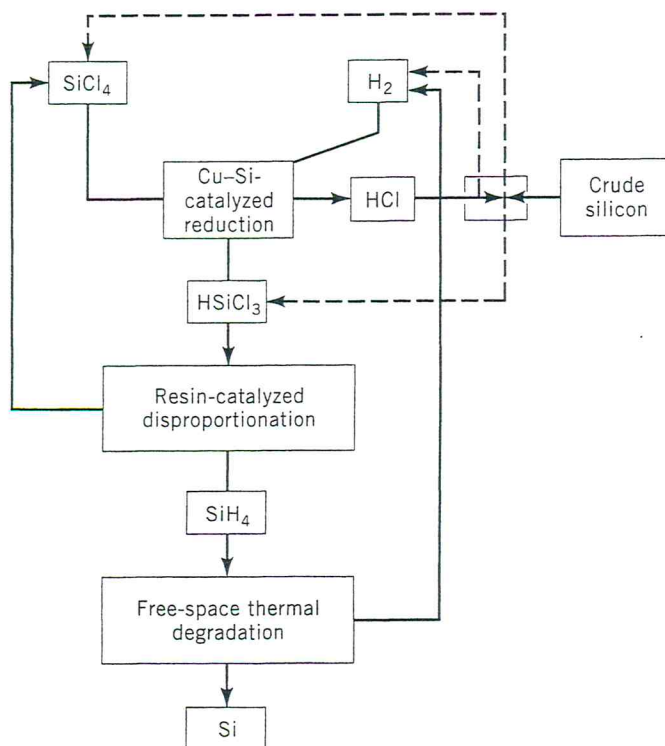 SiCl₄
H₂
Cu–Si-
catalyzed
reduction
HCl
Crude
silicon
HSiCl₃
Resin-catalyzed
disproportionation
SiH₄
Free-space thermal
degradation
Si